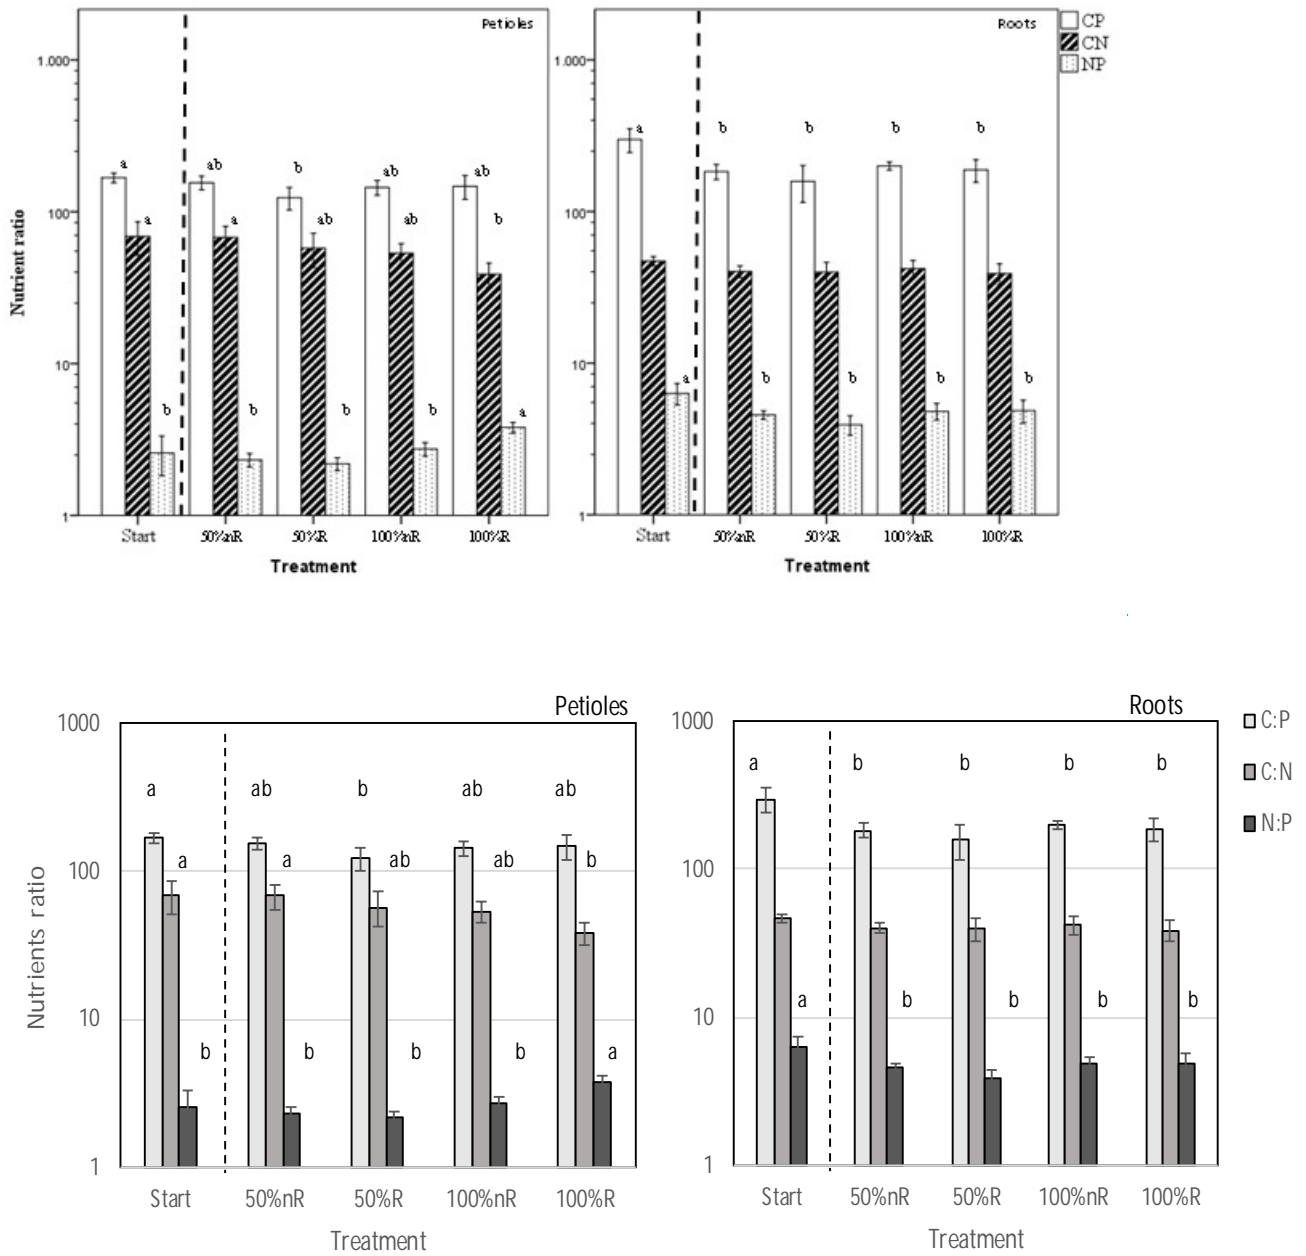 Petioles
Roots
CP
CN
NP
1.000
100
10
1
Nutrient ratio
a
ab
b
ab
ab
a
a
ab
ab
b
b
b
b
b
a
Start
50%nR
50%R
100%nR
100%R
Treatment
1.000
100
10
1
a
b
b
b
b
a
b
b
b
b
Start
50%nR
50%R
100%nR
100%R
Treatment
Petioles
Roots
C:P
C:N
N:P
1000
100
10
1
Nutrients ratio
a
ab
b
ab
ab
a
a
ab
ab
b
b
b
b
b
a
Start
50%nR
50%R
100%nR
100%R
Treatment
1000
100
10
1
a
b
b
b
b
a
b
b
b
b
Start
50%nR
50%R
100%nR
100%R
Treatment